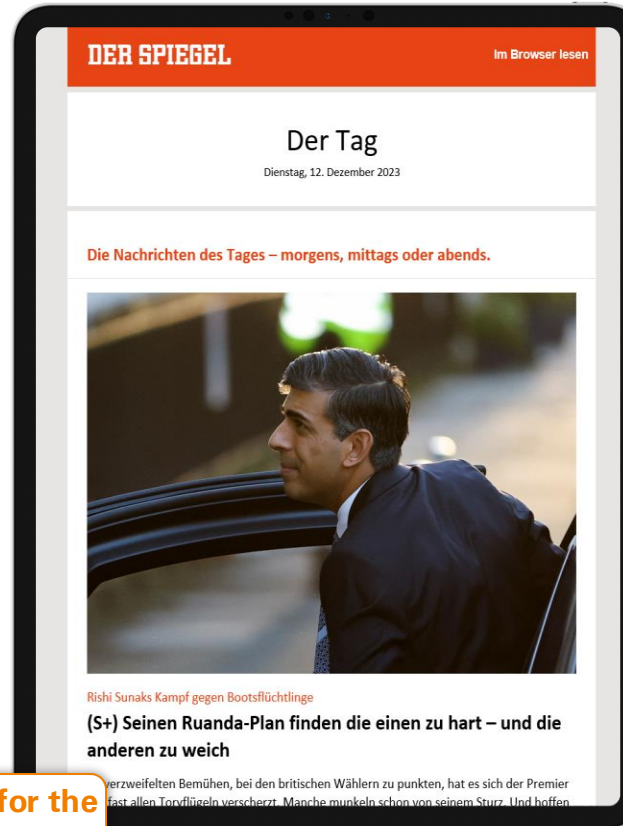 DER SPIEGEL
Im Browser lesen
Der Tag
Dienstag, 12. Dezember 2023
Die Nachrichten des Tages – morgens, mittags oder abends.
Rishi Sunaks Kampf gegen Bootsflüchtlinge
(S+) Seinen Ruanda-Plan finden die einen zu hart – und die
anderen zu weich
verzweifelten Bemühen, bei den britischen Wählern zu punkten, hat es sich der Premier
fast allen Toryflügeln verscherzt. Manche munkeln schon von seinem Sturz. Und hoffen
for the